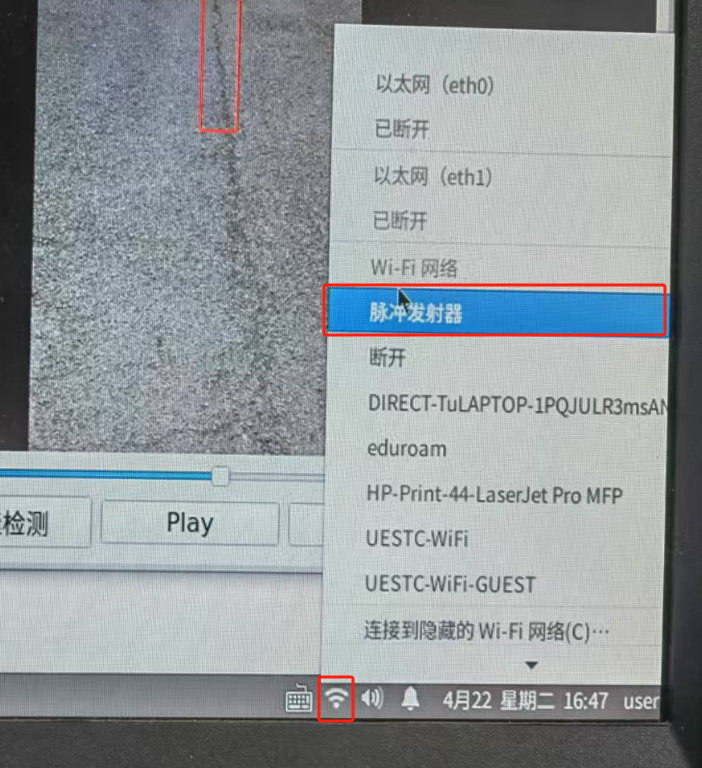 以太网（eth0）
已断开
以太网（eth1）
已断开
Wi-Fi 网络
脉冲发射器
断开
DIRECT-TuLAPTOP-1PQJULR3msAN
eduroam
HP-Print-44-LaserJet Pro MFP
检测
Play
UESTC-WiFi
UESTC-WiFi-GUEST
连接到隐藏的 Wi-Fi 网络(C)…
4月22 星期二 16:47 user